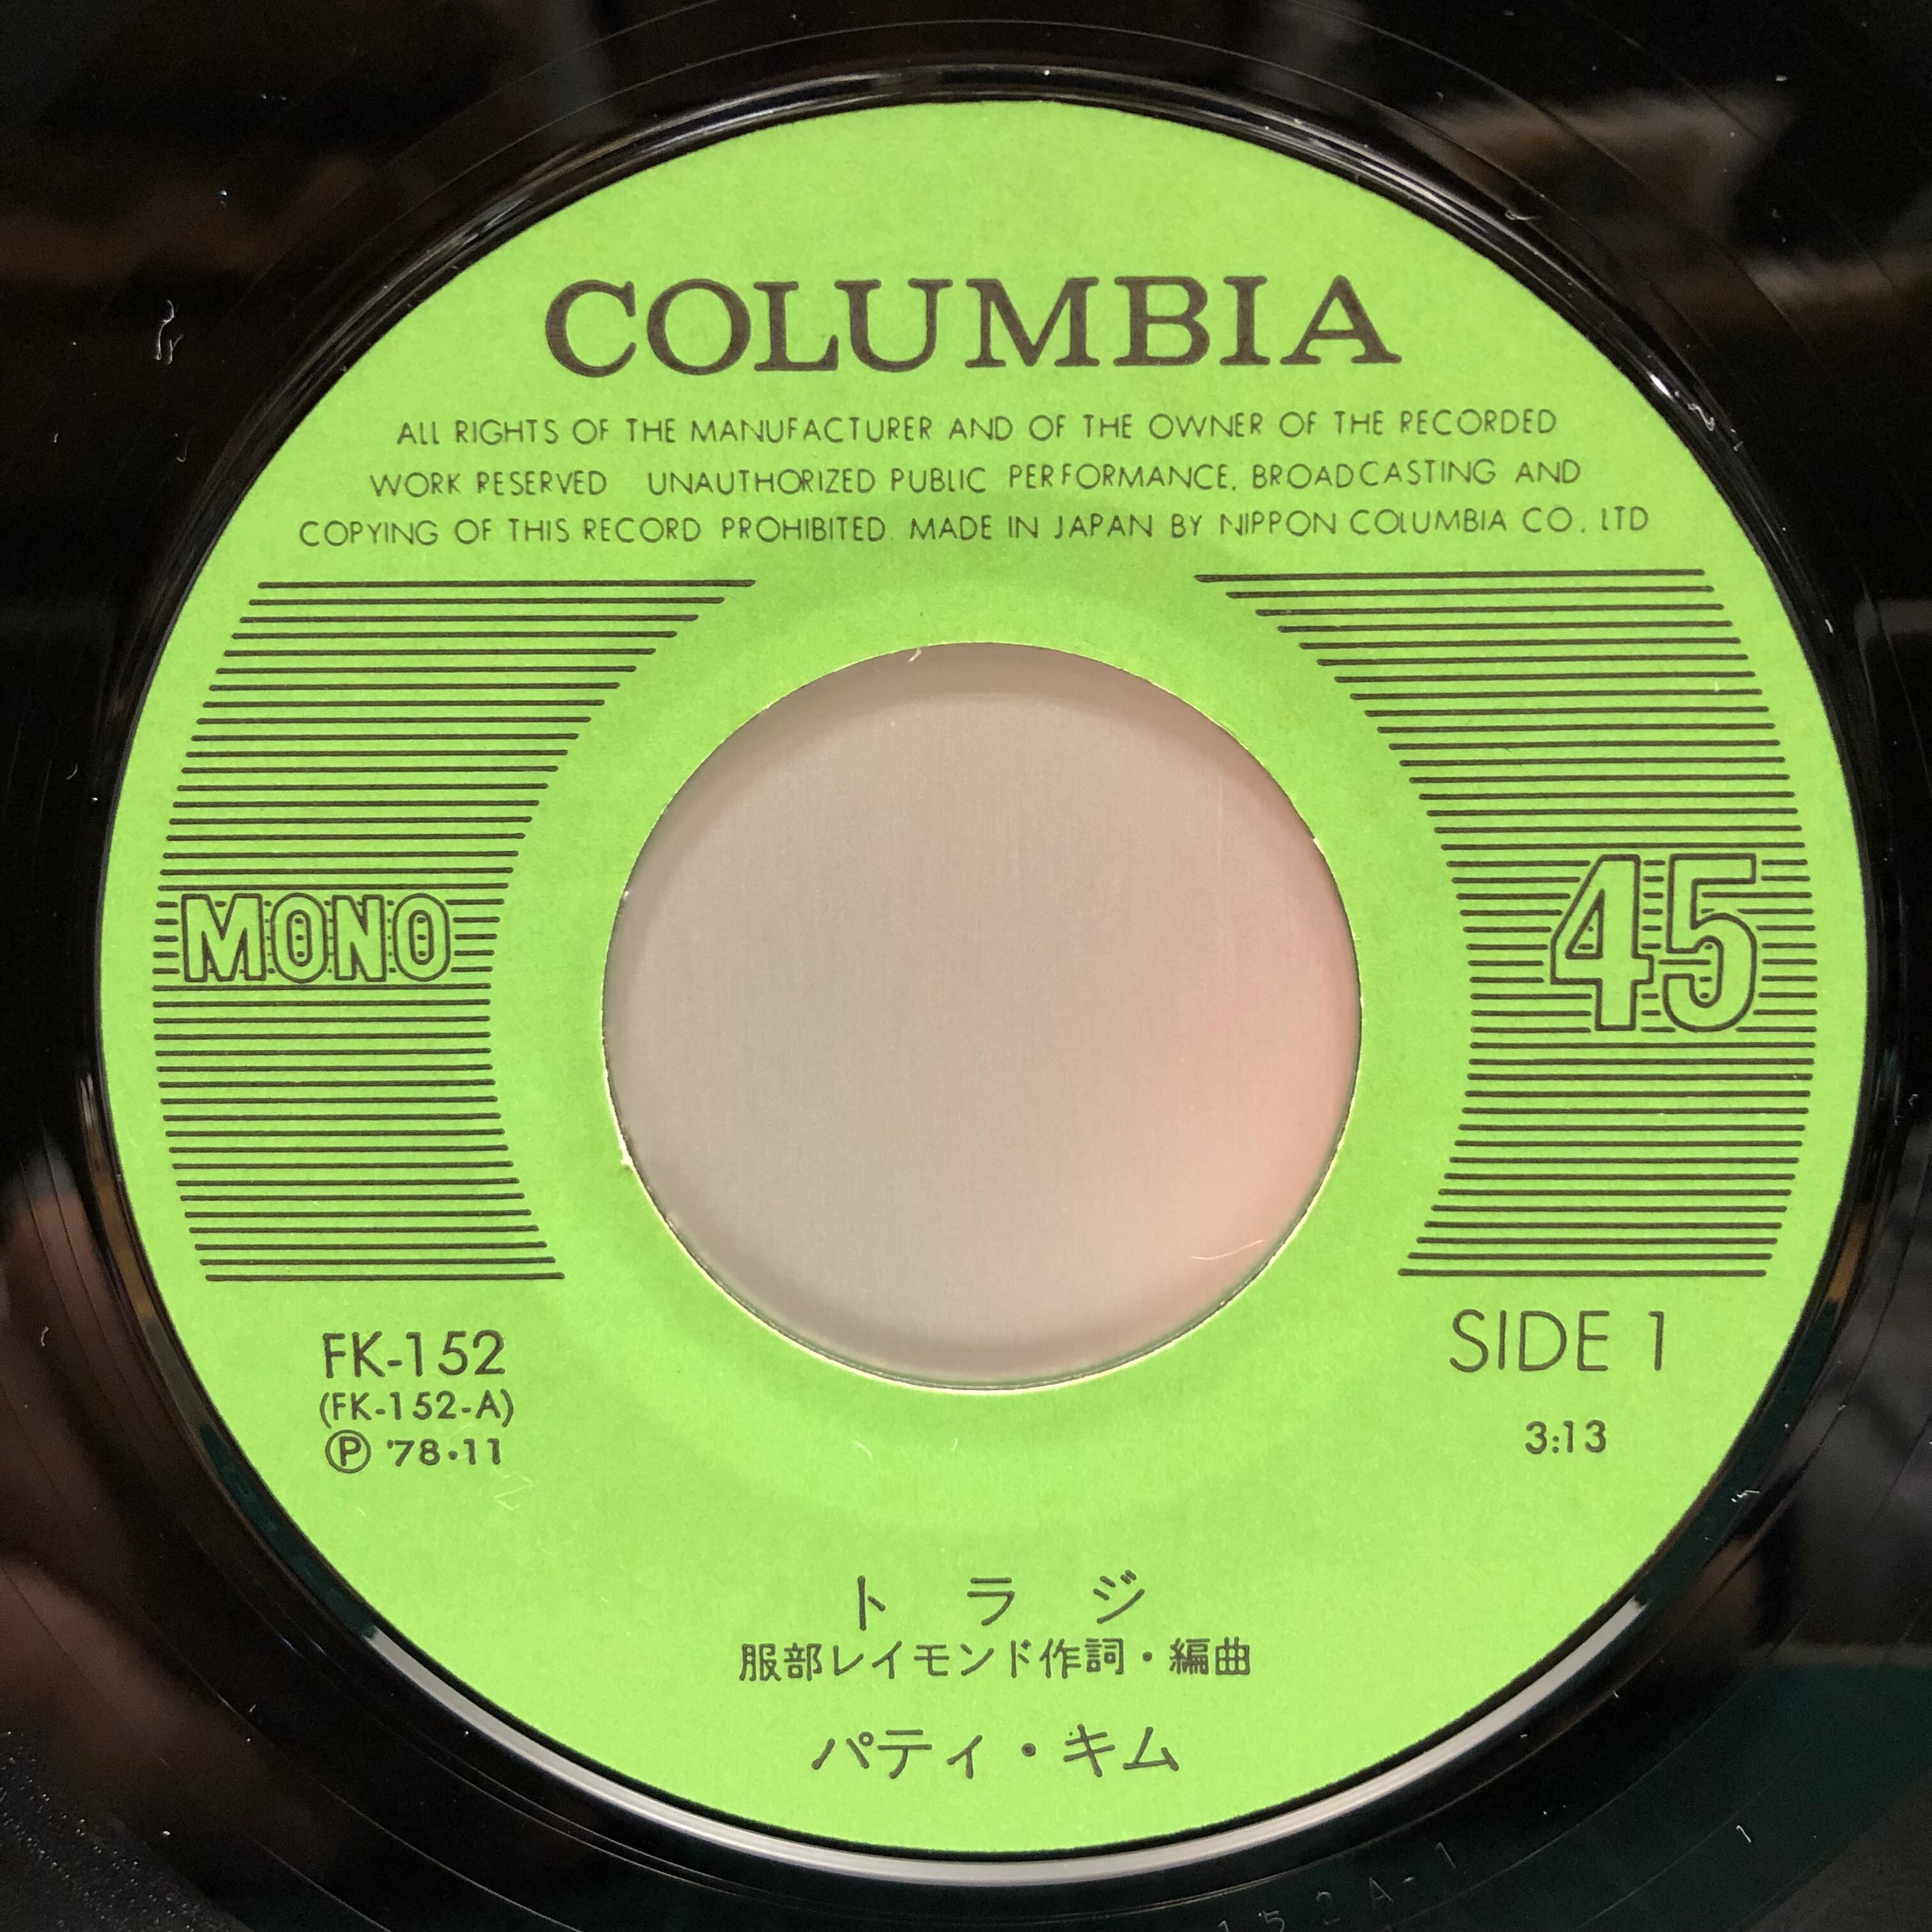 COLUMBIA
ALL RIGHTS OF THE MANUFACTURER AND OF THE OWNER OF THE RECORDED
WORK RESERVED UNAUTHORIZED PUBLIC PERFORMANCE. BROADCASTING AND
COPYING OF THIS RECORD PROHIBITED. MADE IN JAPAN BY NIPPON COLUMBIA CO. LTD
MONO
45
FK-152
(FK-152-A)
Ⓟ '78・11
SIDE 1
3:13
トラジ
服部レイモンド作詞・編曲
パティ・キム
152A-1
1